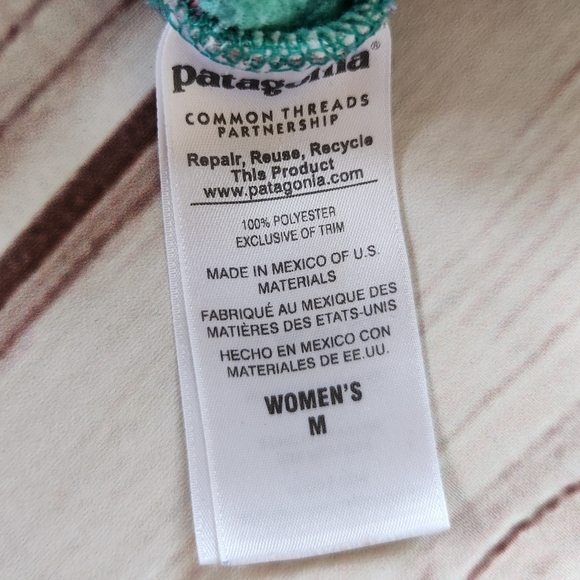 patagonia®
COMMON THREADS
PARTNERSHIP
Repair, Reuse, Recycle
This Product
www.patagonia.com
100% POLYESTER
EXCLUSIVE OF TRIM
MADE IN MEXICO OF U.S.
MATERIALS
FABRIQUÉ AU MEXIQUE DES
MATIÈRES DES ETATS-UNIS
HECHO EN MEXICO CON
MATERIALES DE EE.UU.
WOMEN'S
M